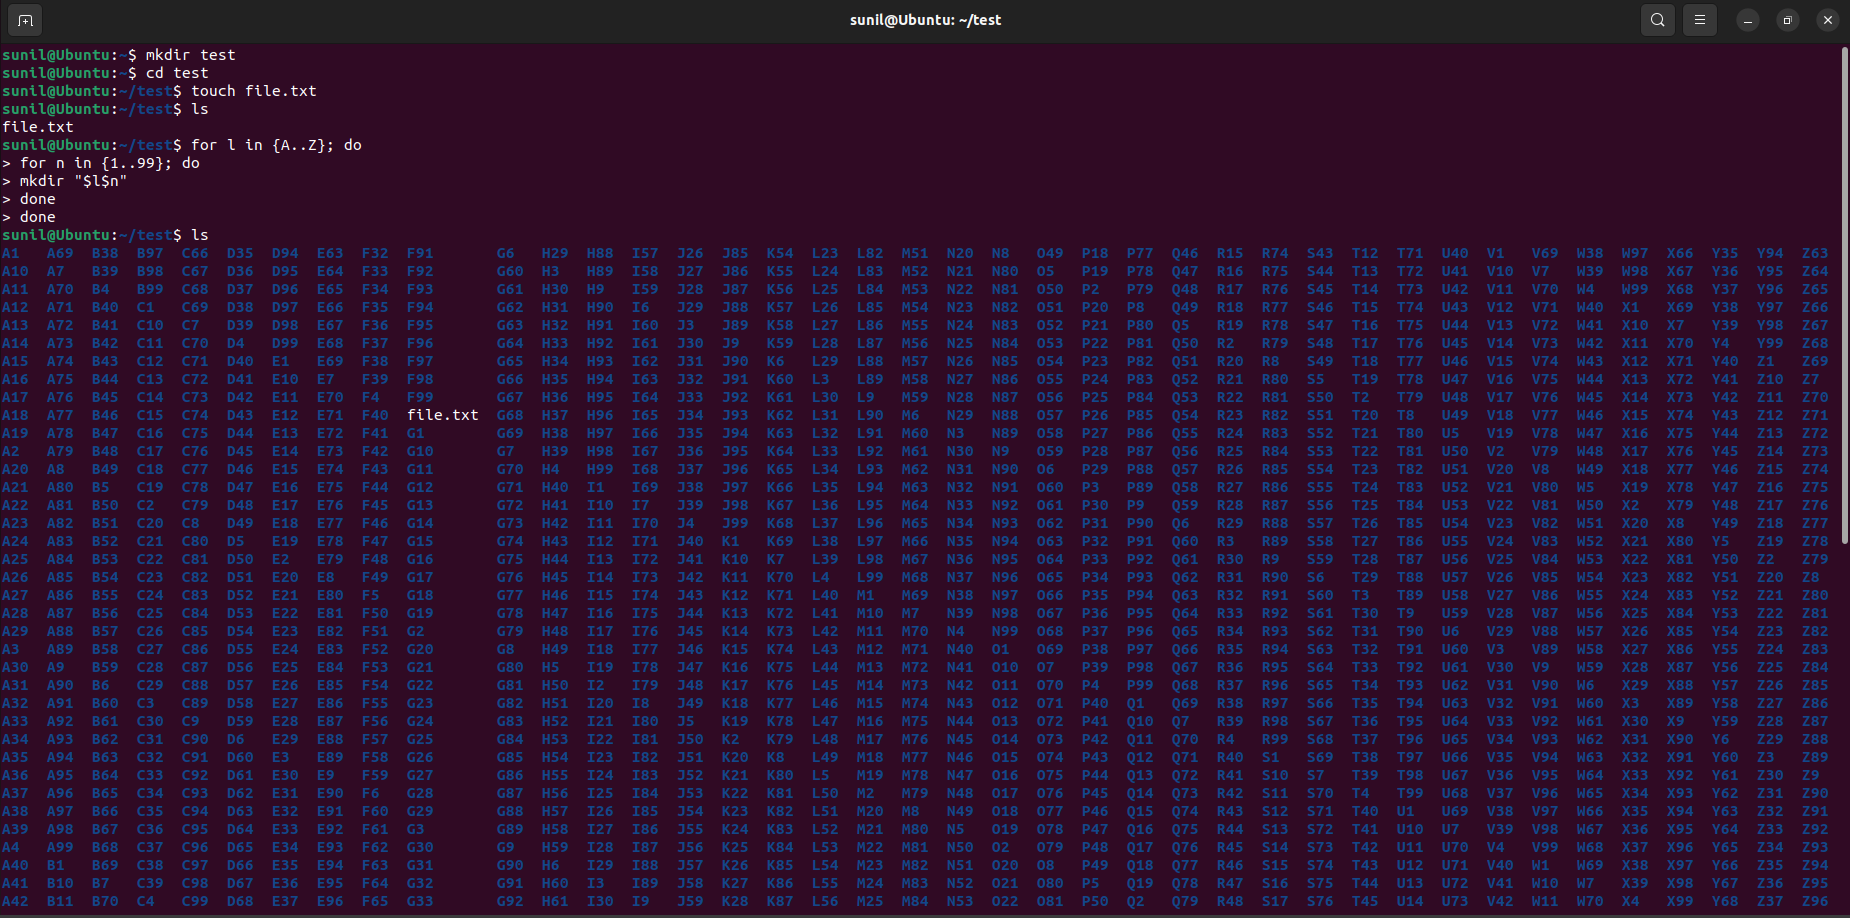 sunil@Ubuntu: ~/test
sunil@Ubuntu:~$ mkdir test
sunil@Ubuntu:~$ cd test
sunil@Ubuntu:~/test$ touch file.txt
sunil@Ubuntu:~/test$ ls
file.txt
sunil@Ubuntu:~/test$ for l in {A..Z}; do
> for n in {1..99}; do
> mkdir "$l$n"
> done
> done
sunil@Ubuntu:~/test$ ls
A1 A69 B38 B97 C66 D35 D94 E63 F32 F91 G6 H29 H88 I57 J26 J85 K54 L23 L82 M51 N20 N8 O49 P18 P77 Q46 R15 R74 S43 T12 T71 U40 V1 V69 W38 W97 X66 Y35 Y94 Z63
A10 A7 B39 B98 C67 D36 D95 E64 F33 F92 G60 H3 H89 I58 J27 J86 K55 L24 L83 M52 N21 N80 O5 P19 P78 Q47 R16 R75 S44 T13 T72 U41 V10 V7 W39 W98 X67 Y36 Y95 Z64
A11 A70 B4 B99 C68 D37 D96 E65 F34 F93 G61 H30 H9 I59 J28 J87 K56 L25 L84 M53 N22 N81 O50 P2 P79 Q48 R17 R76 S45 T14 T73 U42 V11 V70 W4 W99 X68 Y37 Y96 Z65
A12 A71 B40 C1 C69 D38 D97 E66 F35 F94 G62 H31 H90 I6 J29 J88 K57 L26 L85 M54 N23 N82 O51 P20 P8 Q49 R18 R77 S46 T15 T74 U43 V12 V71 W40 X1 X69 Y38 Y97 Z66
A13 A72 B41 C10 C7 D39 D98 E67 F36 F95 G63 H32 H91 I60 J3 J89 K58 L27 L86 M55 N24 N83 O52 P21 P80 Q5 R19 R78 S47 T16 T75 U44 V13 V72 W41 X10 X7 Y39 Y98 Z67
A14 A73 B42 C11 C70 D4 D99 E68 F37 F96 G64 H33 H92 I61 J30 J9 K59 L28 L87 M56 N25 N84 O53 P22 P81 Q50 R2 R79 S48 T17 T76 U45 V14 V73 W42 X11 X70 Y4 Y99 Z68
A15 A74 B43 C12 C71 D40 E1 E69 F38 F97 G65 H34 H93 I62 J31 J90 K6 L29 L88 M57 N26 N85 O54 P23 P82 Q51 R20 R8 S49 T18 T77 U46 V15 V74 W43 X12 X71 Y40 Z1 Z69
A16 A75 B44 C13 C72 D41 E10 E7 F39 F98 G66 H35 H94 I63 J32 J91 K60 L3 L89 M58 N27 N86 O55 P24 P83 Q52 R21 R80 S5 T19 T78 U47 V16 V75 W44 X13 X72 Y41 Z10 Z7
A17 A76 B45 C14 C73 D42 E11 E70 F4 F99 G67 H36 H95 I64 J33 J92 K61 L30 L9 M59 N28 N87 O56 P25 P84 Q53 R22 R81 S50 T2 T79 U48 V17 V76 W45 X14 X73 Y42 Z11 Z70
A18 A77 B46 C15 C74 D43 E12 E71 F40 file.txt G68 H37 H96 I65 J34 J93 K62 L31 L90 M6 N29 N88 O57 P26 P85 Q54 R23 R82 S51 T20 T8 U49 V18 V77 W46 X15 X74 Y43 Z12 Z71
A19 A78 B47 C16 C75 D44 E13 E72 F41 G1 G69 H38 H97 I66 J35 J94 K63 L32 L91 M60 N3 N89 O58 P27 P86 Q55 R24 R83 S52 T21 T80 U5 V19 V78 W47 X16 X75 Y44 Z13 Z72
A2 A79 B48 C17 C76 D45 E14 E73 F42 G10 G7 H39 H98 I67 J36 J95 K64 L33 L92 M61 N30 N9 O59 P28 P87 Q56 R25 R84 S53 T22 T81 U50 V2 V79 W48 X17 X76 Y45 Z14 Z73
A20 A8 B49 C18 C77 D46 E15 E74 F43 G11 G70 H4 H99 I68 J37 J96 K65 L34 L93 M62 N31 N90 O6 P29 P88 Q57 R26 R85 S54 T23 T82 U51 V20 V8 W49 X18 X77 Y46 Z15 Z74
A21 A80 B5 C19 C78 D47 E16 E75 F44 G12 G71 H40 I1 I69 J38 J97 K66 L35 L94 M63 N32 N91 O60 P3 P89 Q58 R27 R86 S55 T24 T83 U52 V21 V80 W5 X19 X78 Y47 Z16 Z75
A22 A81 B50 C2 C79 D48 E17 E76 F45 G13 G72 H41 I10 I7 J39 J98 K67 L36 L95 M64 N33 N92 O61 P30 P9 Q59 R28 R87 S56 T25 T84 U53 V22 V81 W50 X2 X79 Y48 Z17 Z76
A23 A82 B51 C20 C8 D49 E18 E77 F46 G14 G73 H42 I11 I70 J4 J99 K68 L37 L96 M65 N34 N93 O62 P31 P90 Q6 R29 R88 S57 T26 T85 U54 V23 V82 W51 X20 X8 Y49 Z18 Z77
A24 A83 B52 C21 C80 D5 E19 E78 F47 G15 G74 H43 I12 I71 J40 K1 K69 L38 L97 M66 N35 N94 O63 P32 P91 Q60 R3 R89 S58 T27 T86 U55 V24 V83 W52 X21 X80 Y5 Z19 Z78
A25 A84 B53 C22 C81 D50 E2 E79 F48 G16 G75 H44 I13 I72 J41 K10 K7 L39 L98 M67 N36 N95 O64 P33 P92 Q61 R30 R9 S59 T28 T87 U56 V25 V84 W53 X22 X81 Y50 Z2 Z79
A26 A85 B54 C23 C82 D51 E20 E8 F49 G17 G76 H45 I14 I73 J42 K11 K70 L4 L99 M68 N37 N96 O65 P34 P93 Q62 R31 R90 S6 T29 T88 U57 V26 V85 W54 X23 X82 Y51 Z20 Z8
A27 A86 B55 C24 C83 D52 E21 E80 F5 G18 G77 H46 I15 I74 J43 K12 K71 L40 M1 M69 N38 N97 O66 P35 P94 Q63 R32 R91 S60 T3 T89 U58 V27 V86 W55 X24 X83 Y52 Z21 Z80
A28 A87 B56 C25 C84 D53 E22 E81 F50 G19 G78 H47 I16 I75 J44 K13 K72 L41 M10 M7 N39 N98 O67 P36 P95 Q64 R33 R92 S61 T30 T9 U59 V28 V87 W56 X25 X84 Y53 Z22 Z81
A29 A88 B57 C26 C85 D54 E23 E82 F51 G2 G79 H48 I17 I76 J45 K14 K73 L42 M11 M70 N4 N99 O68 P37 P96 Q65 R34 R93 S62 T31 T90 U6 V29 V88 W57 X26 X85 Y54 Z23 Z82
A3 A89 B58 C27 C86 D55 E24 E83 F52 G20 G8 H49 I18 I77 J46 K15 K74 L43 M12 M71 N40 O1 O69 P38 P97 Q66 R35 R94 S63 T32 T91 U60 V3 V89 W58 X27 X86 Y55 Z24 Z83
A30 A9 B59 C28 C87 D56 E25 E84 F53 G21 G80 H5 I19 I78 J47 K16 K75 L44 M13 M72 N41 O10 O7 P39 P98 Q67 R36 R95 S64 T33 T92 U61 V30 V9 W59 X28 X87 Y56 Z25 Z84
A31 A90 B6 C29 C88 D57 E26 E85 F54 G22 G81 H50 I2 I79 J48 K17 K76 L45 M14 M73 N42 O11 O70 P4 P99 Q68 R37 R96 S65 T34 T93 U62 V31 V90 W6 X29 X88 Y57 Z26 Z85
A32 A91 B60 C3 C89 D58 E27 E86 F55 G23 G82 H51 I20 I8 J49 K18 K77 L46 M15 M74 N43 O12 O71 P40 Q1 Q69 R38 R97 S66 T35 T94 U63 V32 V91 W60 X3 X89 Y58 Z27 Z86
A33 A92 B61 C30 C9 D59 E28 E87 F56 G24 G83 H52 I21 I80 J5 K19 K78 L47 M16 M75 N44 O13 O72 P41 Q10 Q7 R39 R98 S67 T36 T95 U64 V33 V92 W61 X30 X9 Y59 Z28 Z87
A34 A93 B62 C31 C90 D6 E29 E88 F57 G25 G84 H53 I22 I81 J50 K2 K79 L48 M17 M76 N45 O14 O73 P42 Q11 Q70 R4 R99 S68 T37 T96 U65 V34 V93 W62 X31 X90 Y6 Z29 Z88
A35 A94 B63 C32 C91 D60 E3 E89 F58 G26 G85 H54 I23 I82 J51 K20 K8 L49 M18 M77 N46 O15 O74 P43 Q12 Q71 R40 S1 S69 T38 T97 U66 V35 V94 W63 X32 X91 Y60 Z3 Z89
A36 A95 B64 C33 C92 D61 E30 E9 F59 G27 G86 H55 I24 I83 J52 K21 K80 L5 M19 M78 N47 O16 O75 P44 Q13 Q72 R41 S10 S7 T39 T98 U67 V36 V95 W64 X33 X92 Y61 Z30 Z9
A37 A96 B65 C34 C93 D62 E31 E90 F6 G28 G87 H56 I25 I84 J53 K22 K81 L50 M2 M79 N48 O17 O76 P45 Q14 Q73 R42 S11 S70 T4 T99 U68 V37 V96 W65 X34 X93 Y62 Z31 Z90
A38 A97 B66 C35 C94 D63 E32 E91 F60 G29 G88 H57 I26 I85 J54 K23 K82 L51 M20 M8 N49 O18 O77 P46 Q15 Q74 R43 S12 S71 T40 U1 U69 V38 V97 W66 X35 X94 Y63 Z32 Z91
A39 A98 B67 C36 C95 D64 E33 E92 F61 G3 G89 H58 I27 I86 J55 K24 K83 L52 M21 M80 N5 O19 O78 P47 Q16 Q75 R44 S13 S72 T41 U10 U7 V39 V98 W67 X36 X95 Y64 Z33 Z92
A4 A99 B68 C37 C96 D65 E34 E93 F62 G30 G9 H59 I28 I87 J56 K25 K84 L53 M22 M81 N50 O2 O79 P48 Q17 Q76 R45 S14 S73 T42 U11 U70 V4 V99 W68 X37 X96 Y65 Z34 Z93
A40 B1 B69 C38 C97 D66 E35 E94 F63 G31 G90 H6 I29 I88 J57 K26 K85 L54 M23 M82 N51 O20 O8 P49 Q18 Q77 R46 S15 S74 T43 U12 U71 V40 W1 W69 X38 X97 Y66 Z35 Z94
A41 B10 B7 C39 C98 D67 E36 E95 F64 G32 G91 H60 I3 I89 J58 K27 K86 L55 M24 M83 N52 O21 O80 P5 Q19 Q78 R47 S16 S75 T44 U13 U72 V41 W10 W7 X39 X98 Y67 Z36 Z95
A42 B11 B70 C4 C99 D68 E37 E96 F65 G33 G92 H61 I30 I9 J59 K28 K87 L56 M25 M84 N53 O22 O81 P50 Q2 Q79 R48 S17 S76 T45 U14 U73 V42 W11 W70 X4 X99 Y68 Z37 Z96